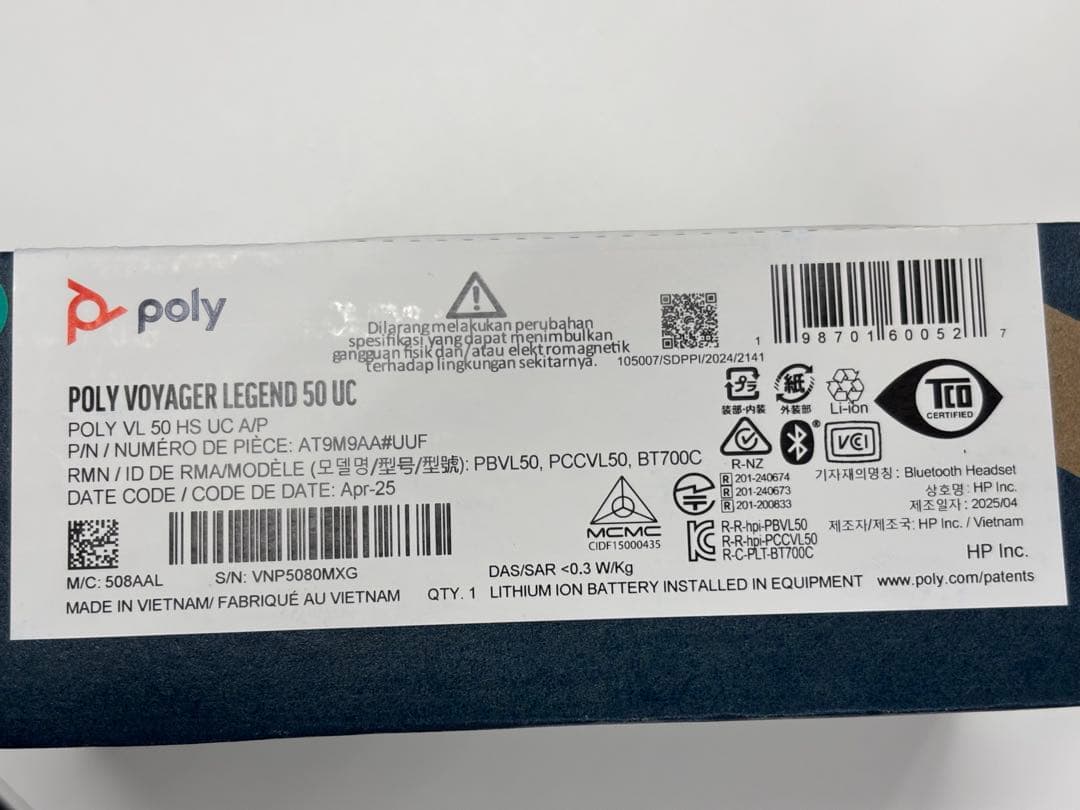 poly
Dilarang melakukan perubahan
spesifikasi yang dapat menimbulkan
gangguan fisik dan/atau elektromagnetik
terhadap lingkungan sekitarnya.
105007/SDPPI/2024/2141
1 98701 60052 7
POLY VOYAGER LEGEND 50 UC
POLY VL 50 HS UC A/P
P/N / NUMÉRO DE PIÈCE: AT9M9AA#UUF
RMN / ID DE RMA/MODÈLE (모델명/型号/型號): PBVL50, PCCVL50, BT700C
DATE CODE / CODE DE DATE: Apr-25
M/C: 508AAL
S/N: VNP5080MXG
MADE IN VIETNAM/ FABRIQUÉ AU VIETNAM
QTY. 1
DAS/SAR <0.3 W/Kg
LITHIUM ION BATTERY INSTALLED IN EQUIPMENT
プラ
装部·内装
紙
外装部
Li-ion
TCO
CERTIFIED
R-NZ
VCCI
MCMC
CIDF15000435
R 201-240674
R 201-240673
R 201-200833
R-R-hpi-PBVL50
R-R-hpi-PCCVL50
R-C-PLT-BT700C
기자재의명칭: Bluetooth Headset
상호명: HP Inc.
제조일자: 2025/04
제조자/제조국: HP Inc. / Vietnam
HP Inc.
www.poly.com/patents